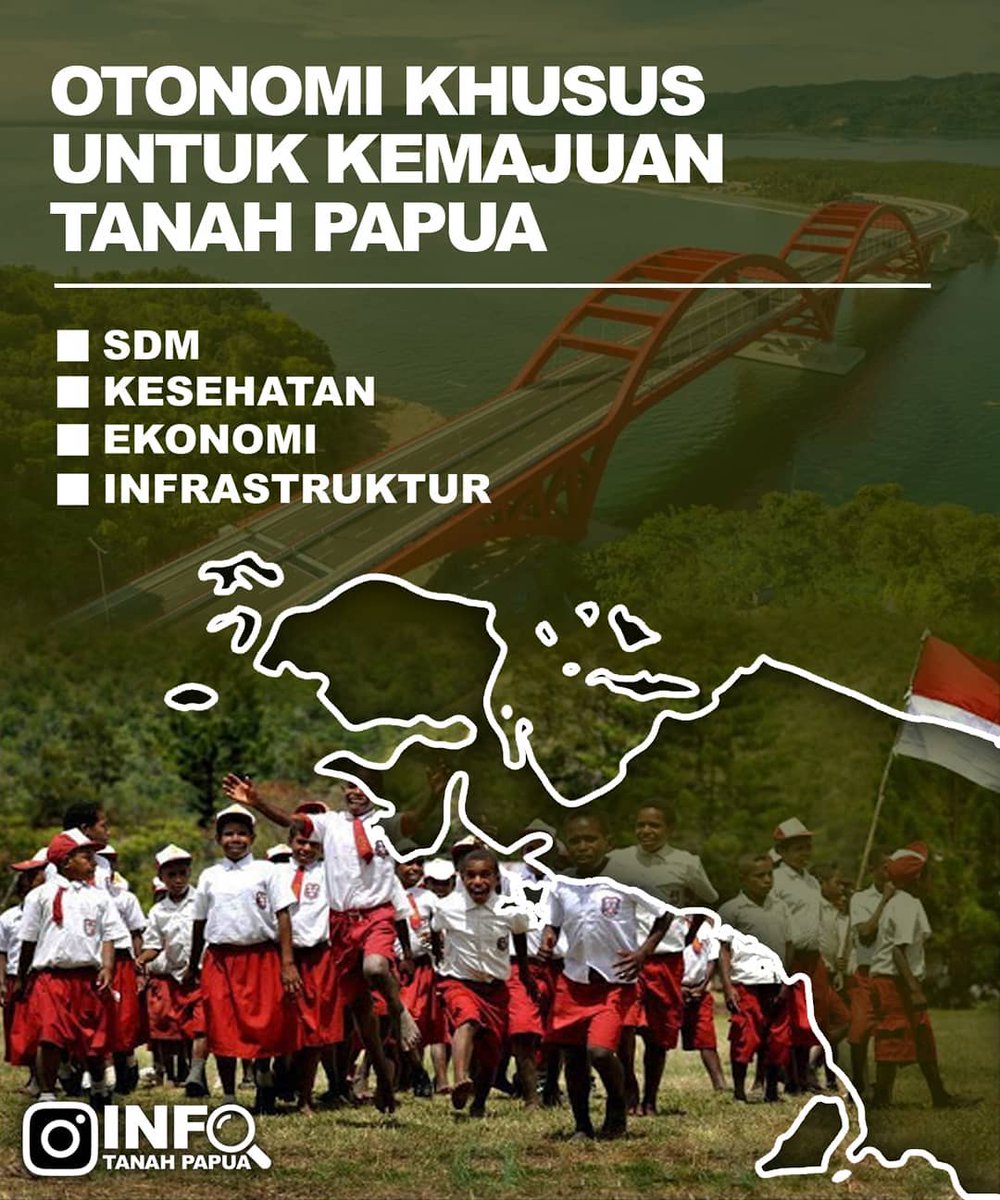 OTONOMI KHUSUS
UNTUK KEMAJUAN
TANAH PAPUA
SDM
KESEHATAN
EKONOMI
INFRASTRUKTUR
INFO
TANAH PAPUA